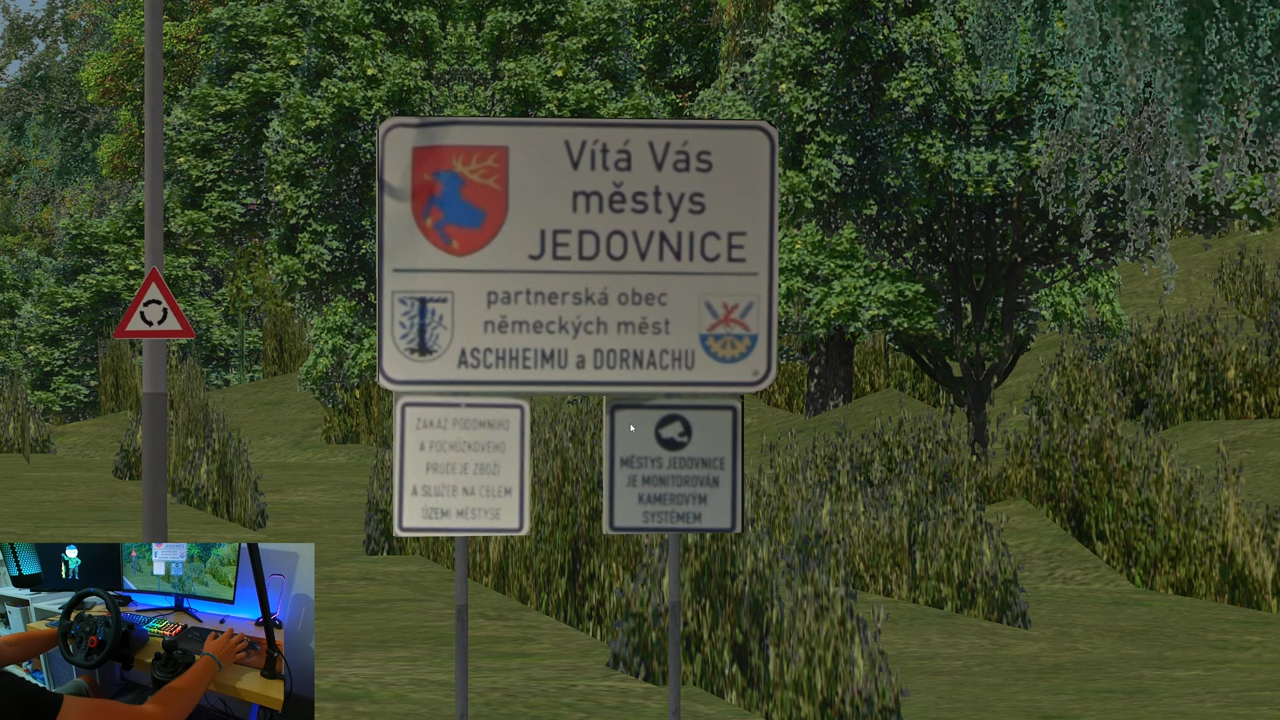 Vítá Vás
městys
JEDOVNICE
partnerská obec
německých měst
ASCHHEIMU a DORNACHU
ZÁKAZ PODOMNÍHO
A POCHŮZKOVÉHO
PRODEJE ZBOŽÍ
A SLUŽEB NA CELÉM
ÚZEMÍ MĚSTYSE
MĚSTYS JEDOVNICE
JE MONITOROVÁN
KAMEROVÝM
SYSTÉMEM